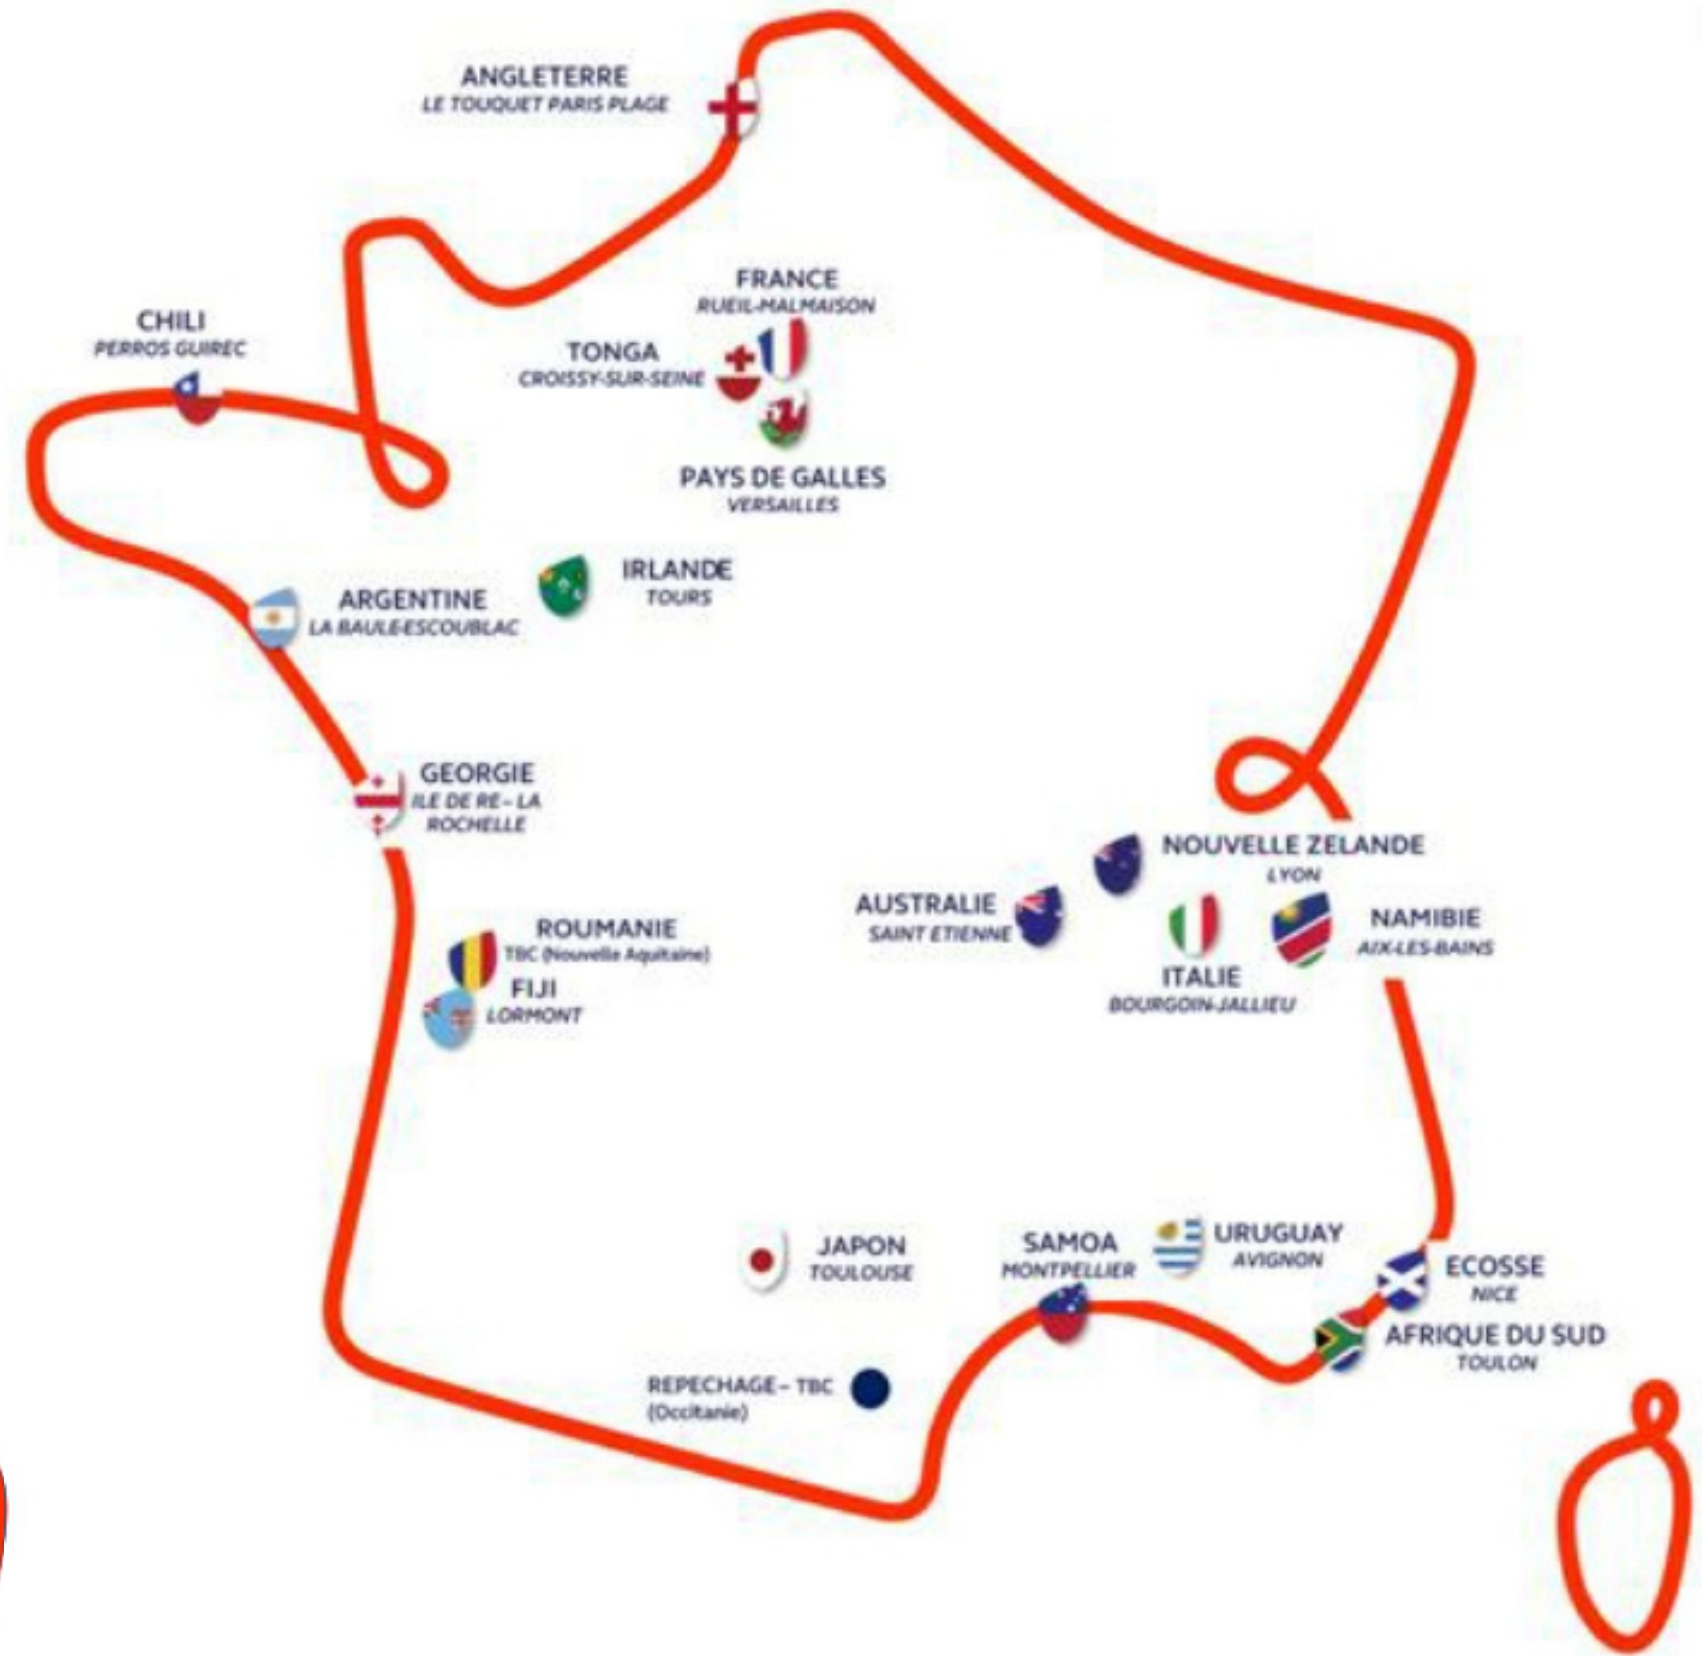 ANGLETERRE
LE TOUQUET PARIS PLAGE
FRANCE
RUEIL-MALMAISON
CHILI
PERROS GUIREC
TONGA
CROISSY-SUR-SEINE
PAYS DE GALLES
VERSAILLES
IRLANDE
TOURS
ARGENTINE
LA BAULE-ESCOUBLAC
GEORGIE
ILE DE RE- LA
ROCHELLE
NOUVELLE ZELANDE
LYON
AUSTRALIE
SAINT ETIENNE
NAMIBIE
AIX-LES-BAINS
ROUMANIE
TBC (Nouvelle Aquitaine)
ITALIE
BOURGOIN-JALLIEU
FIJI
LORMONT
JAPON
TOULOUSE
SAMOA
MONTPELLIER
URUGUAY
AVIGNON
ECOSSE
NICE
AFRIQUE DU SUD
TOULON
REPECHAGE- TBC
(Occitanie)